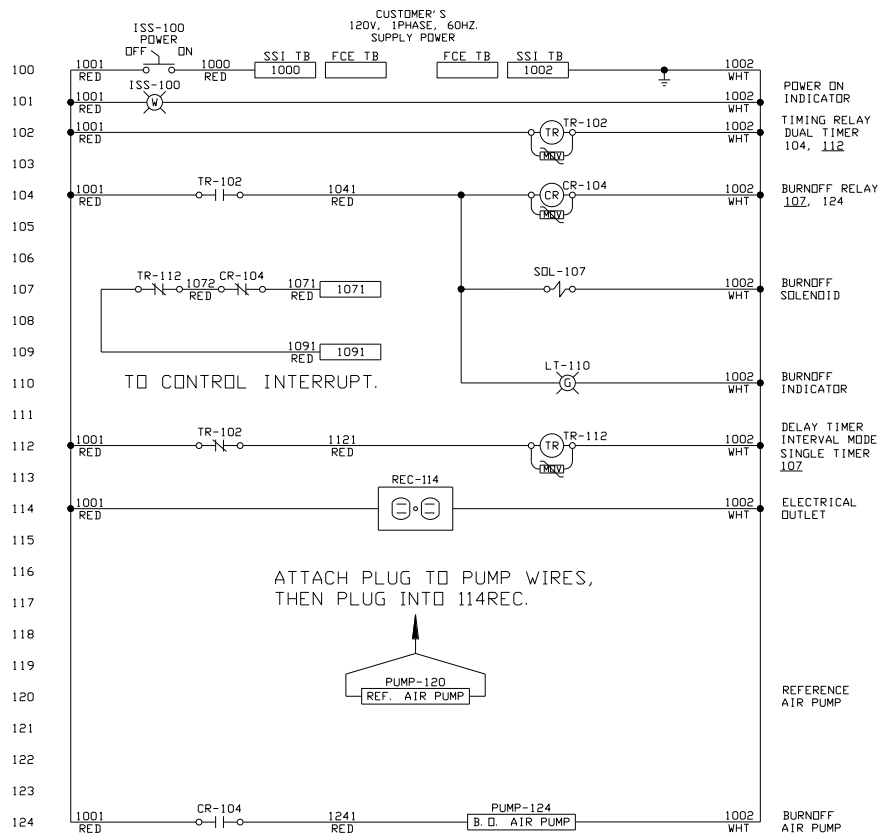 CUSTOMER'S
120V, 1PHASE, 60HZ.
SUPPLY POWER
ISS-100
POWER
OFF ON
100 1001 RED 1000 RED SSI TB 1000 FCE TB FCE TB SSI TB 1002 1002 WHT
101 1001 RED ISS-100 W 1002 WHT POWER ON
INDICATOR
102 1001 RED TR TR-102 MOV 1002 WHT TIMING RELAY
DUAL TIMER
104, 112
103
104 1001 RED TR-102 1041 RED CR CR-104 MOV 1002 WHT BURNOFF RELAY
107, 124
105
106
107 TR-112 1072 RED CR-104 1071 RED 1071 SOL-107 1002 WHT BURNOFF
SOLENOID
108
109 1091 RED 1091
TO CONTROL INTERRUPT.
110 LT-110 G 1002 WHT BURNOFF
INDICATOR
111
112 1001 RED TR-102 1121 RED TR TR-112 MOV 1002 WHT DELAY TIMER
INTERVAL MODE
SINGLE TIMER
107
113
114 1001 RED REC-114 1002 WHT ELECTRICAL
OUTLET
115
116
ATTACH PLUG TO PUMP WIRES,
THEN PLUG INTO 114REC.
117
118
119
120 PUMP-120 REF. AIR PUMP REFERENCE
AIR PUMP
121
122
123
124 1001 RED CR-104 1241 RED PUMP-124 B.O. AIR PUMP 1002 WHT BURNOFF
AIR PUMP